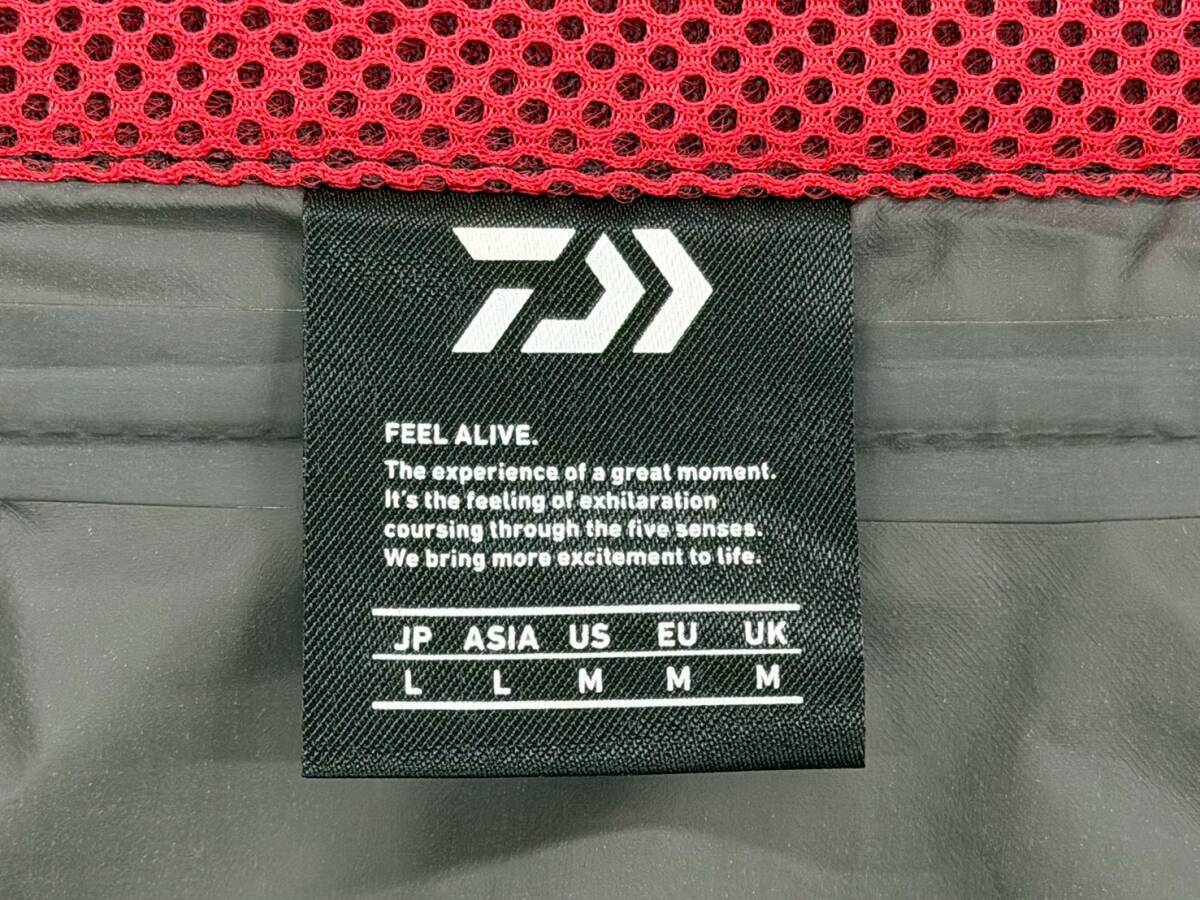 FEEL ALIVE.
The experience of a great moment.
It's the feeling of exhilaration
coursing through the five senses.
We bring more excitement to life.
JP ASIA US EU UK
L L M M M